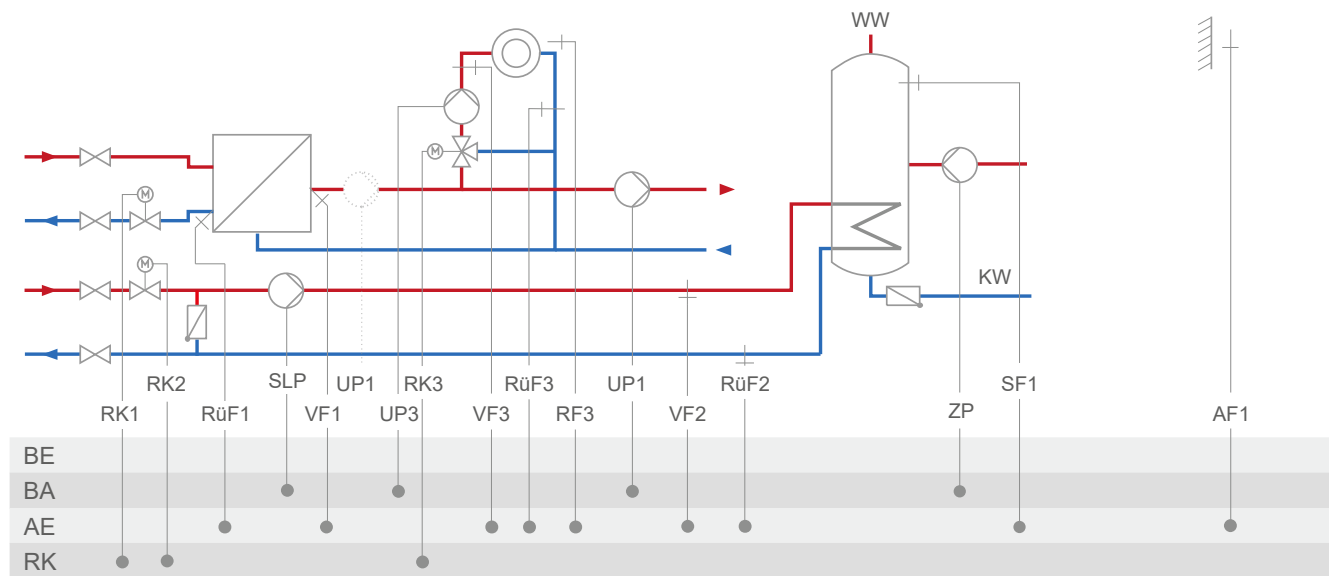 WW
M
M
M
KW
RK2 SLP UP1 RK3 RüF3 UP1 RüF2 SF1
RK1 RüF1 VF1 UP3 VF3 RF3 VF2 ZP AF1
BE
BA
AE
RK